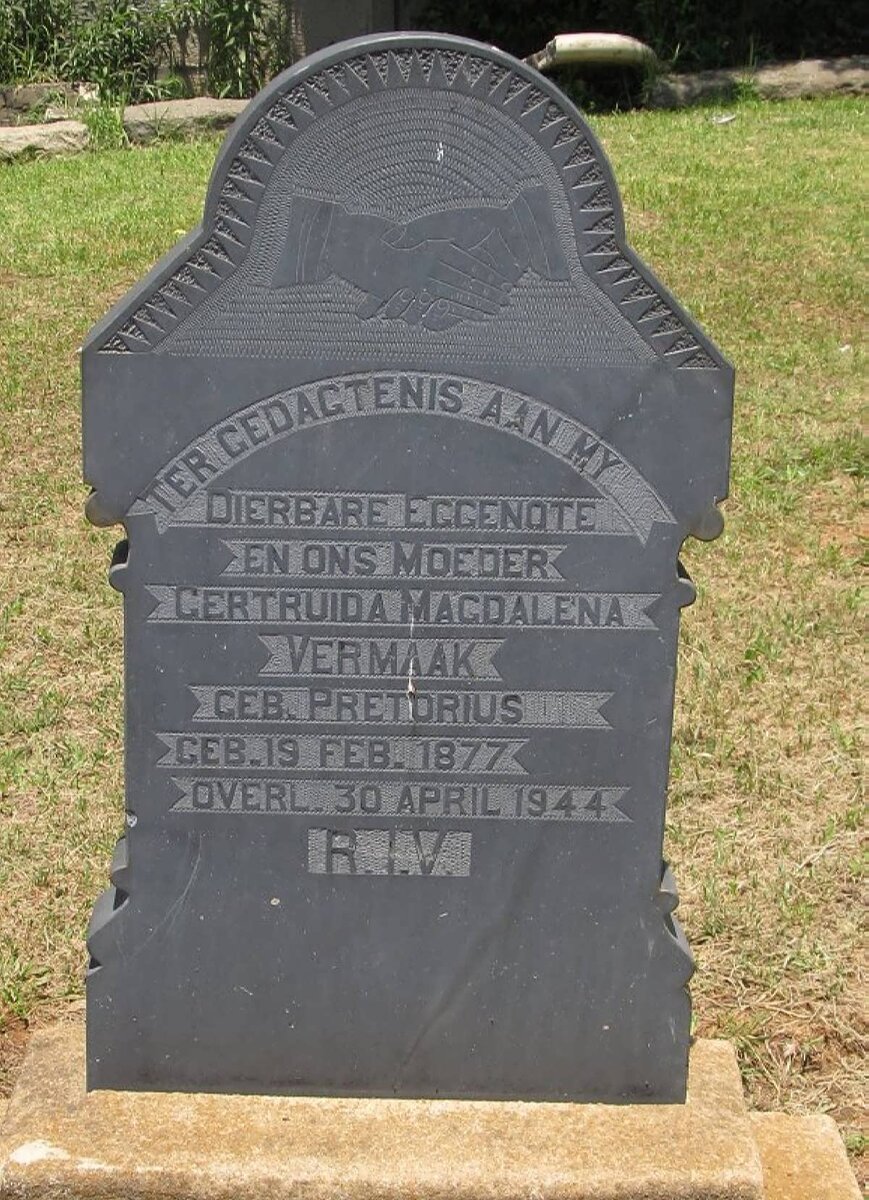 TER GEDAGTENIS AAN MY
DIERBARE EGGENOTE
EN ONS MOEDER
GERTRUIDA MAGDALENA
VERMAAK
GEB. PRETORIUS
GEB. 19 FEB. 1877
OVERL. 30 APRIL 1944
R.I.V.